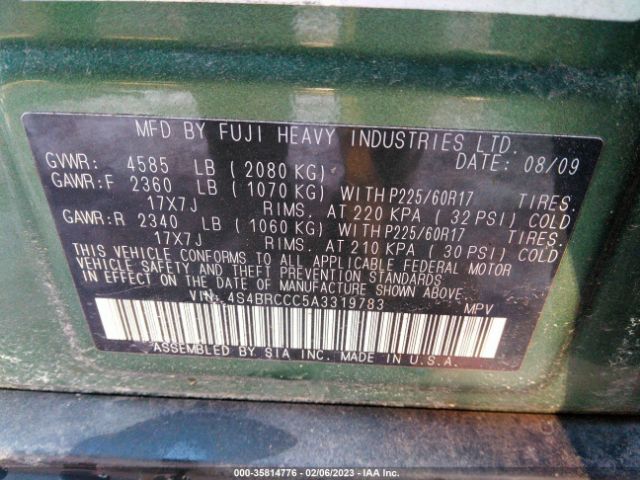 MFD BY FUJI HEAVY INDUSTRIES LTD.
GVWR: 4585 LB (2080 KG) DATE: 08/09
GAWR:F 2360 LB (1070 KG) WITH P225/60R17 TIRES.
17X7J RIMS. AT 220 KPA (32 PSI) COLD
GAWR:R 2340 LB (1060 KG) WITH P225/60R17 TIRES.
17X7J RIMS. AT 210 KPA (30 PSI) COLD
THIS VEHICLE CONFORMS TO ALL APPLICABLE FEDERAL MOTOR
VEHICLE SAFETY AND THEFT PREVENTION STANDARDS
IN EFFECT ON THE DATE OF MANUFACTURE SHOWN ABOVE.
VIN: 4S4BRCCC5A3319783 MPV
ASSEMBLED BY SIA INC. MADE IN U.S.A.
000-35814776 - 02/06/2023 - IAA Inc.